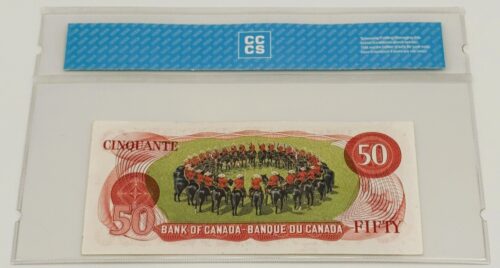 CC
CS
CINQUANTE
50
50
BANK OF CANADA - BANQUE DU CANADA
FIFTY